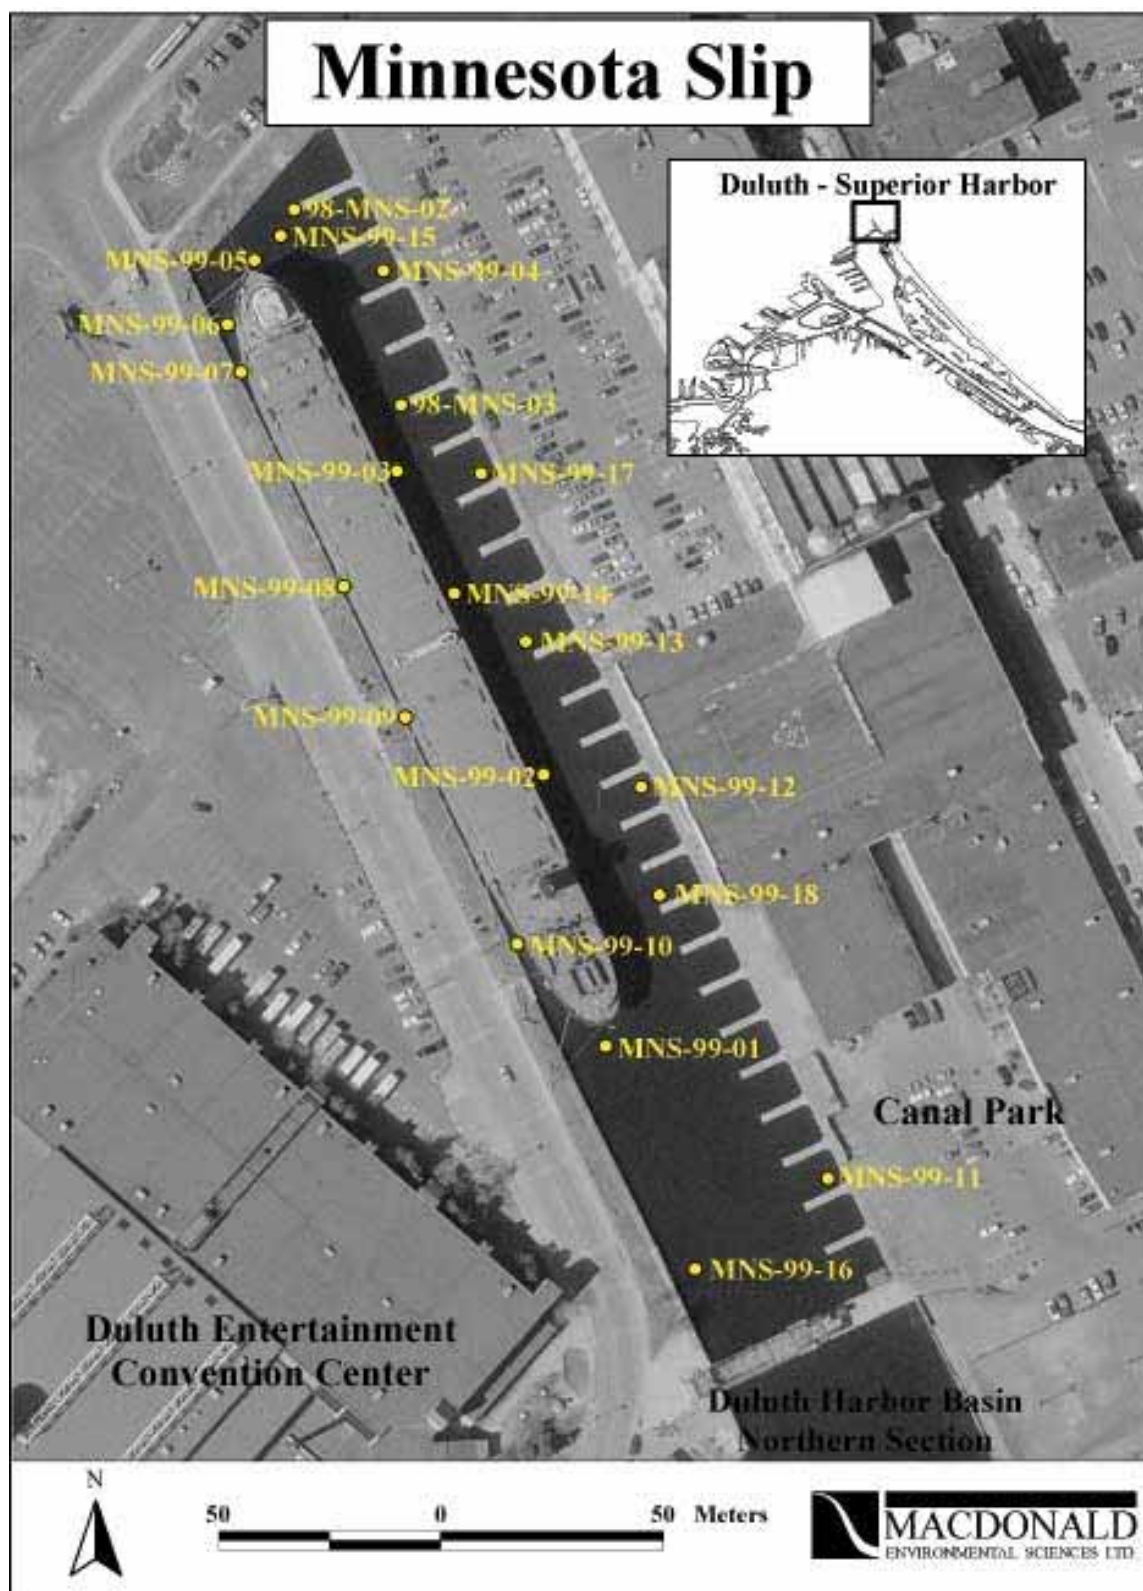 Minnesota Slip
Duluth - Superior Harbor
98-MNS-02
MNS-99-15
MNS-99-05
MNS-99-04
MNS-99-06
MNS-99-07
98-MNS-03
MNS-99-03
MNS-99-17
MNS-99-08
MNS-99-14
MNS-99-13
MNS-99-09
MNS-99-02
MNS-99-12
MNS-99-18
MNS-99-10
MNS-99-01
Canal Park
MNS-99-11
MNS-99-16
Duluth Entertainment
Convention Center
Duluth Harbor Basin
Northern Section
N
50 0 50 Meters
MACDONALD
ENVIRONMENTAL SCIENCES LTD